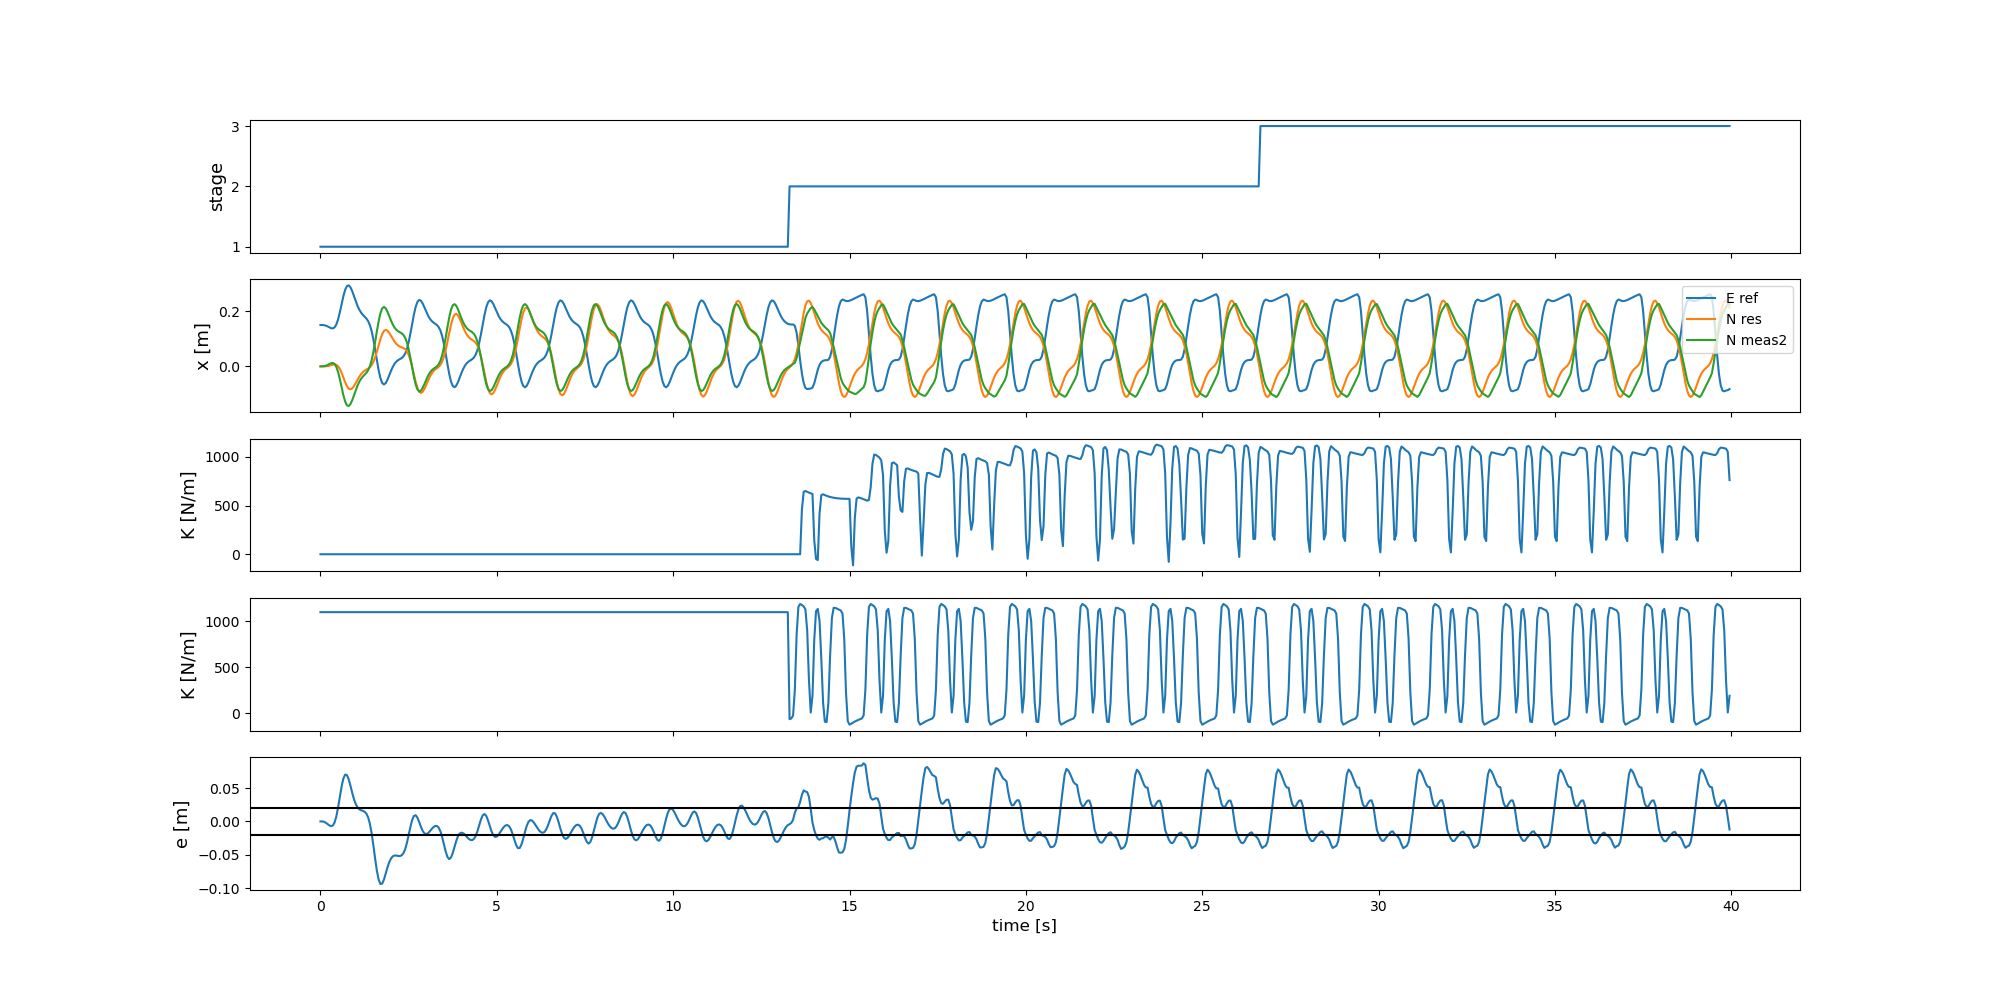 3
2
1
stage
0.2
0.0
x [m]
E ref
N res
N meas2
1000
500
0
K [N/m]
1000
500
0
K [N/m]
0.05
0.00
−0.05
−0.10
e [m]
0 5 10 15 20 25 30 35 40
time [s]